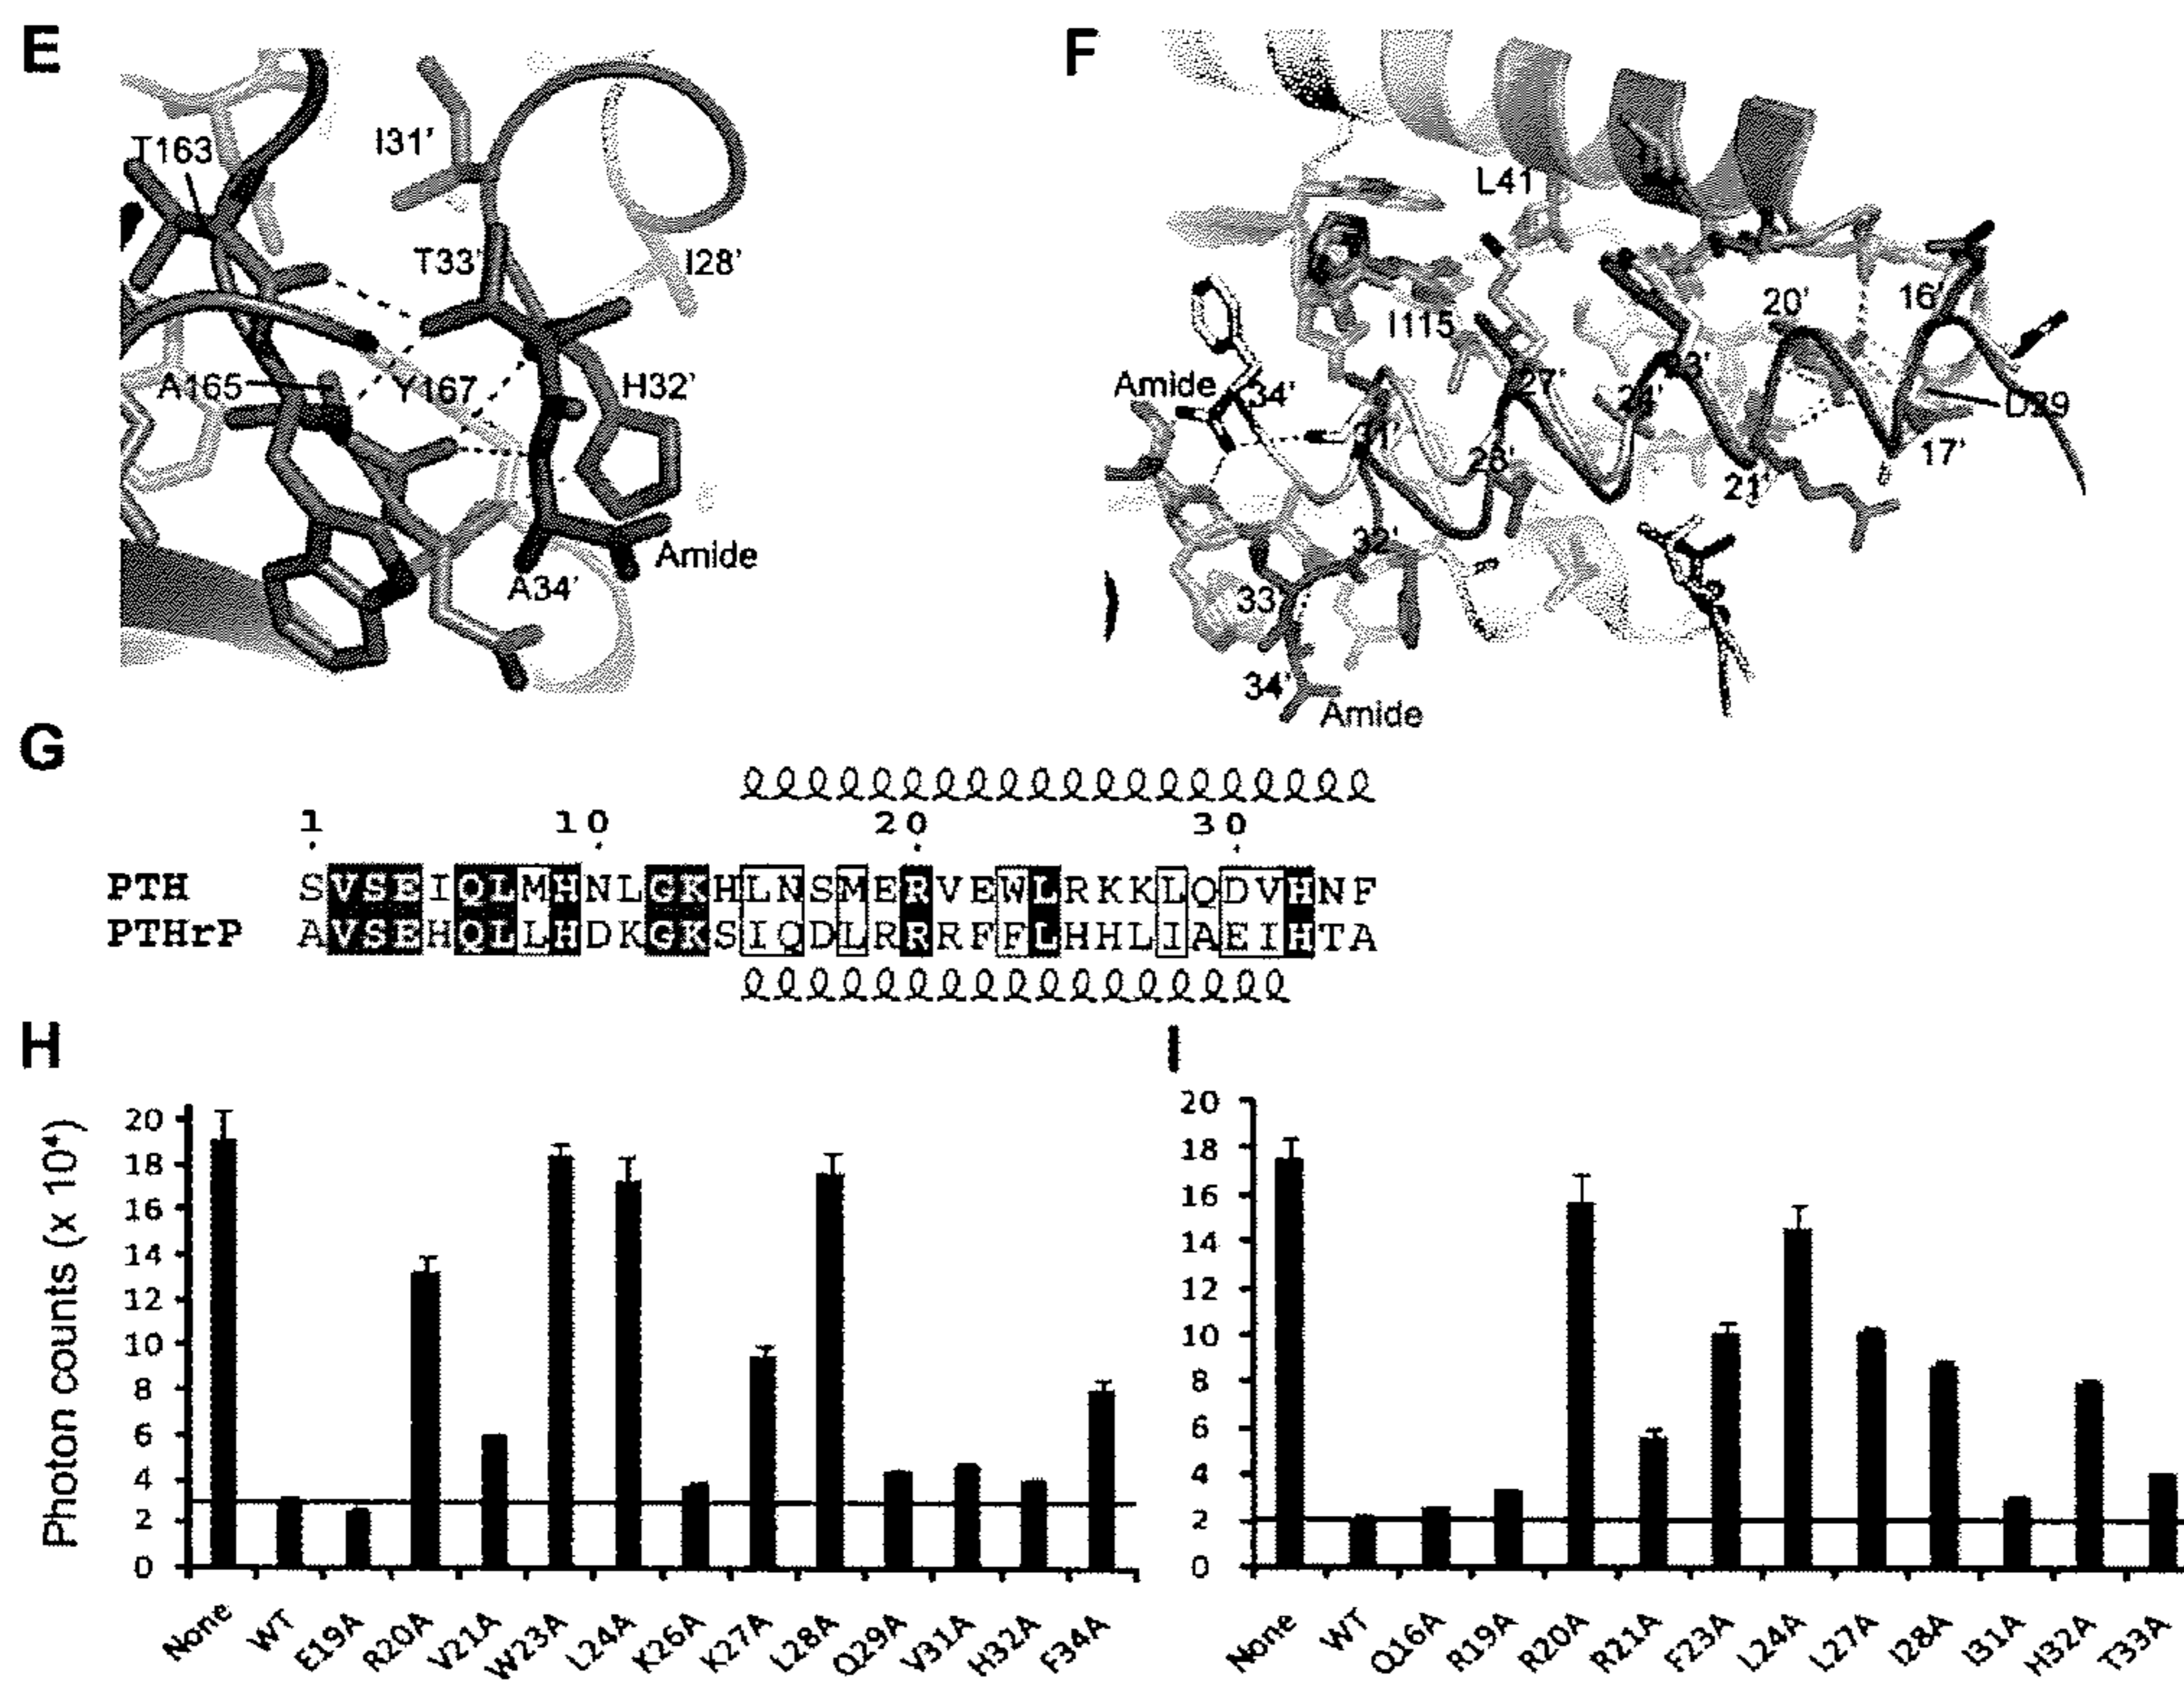 E
T163
I31'
T33'
I28'
A165
Y167
H32'
A34'
Amide
F
L41
I115
20'
16'
Amide
34'
27'
24'
23'
D29
31'
28'
21'
17'
32'
33'
34'
Amide
G
1 10 20 30
PTH SVSEIQLMHNLGKHLNSMERVEWLRKKLQDVHNF
PTHrP AVSEHQLLHDKGKSIQDLRRRFFLHHLIAEIHTA
H
Photon counts (x 10⁴)
20
18
16
14
12
10
8
6
4
2
0
None WT E19A R20A V21A W23A L24A K26A K27A L28A Q29A V31A H32A F34A
I
20
18
16
14
12
10
8
6
4
2
0
None WT Q16A R19A R20A R21A F23A L24A L27A I28A I31A H32A T33A